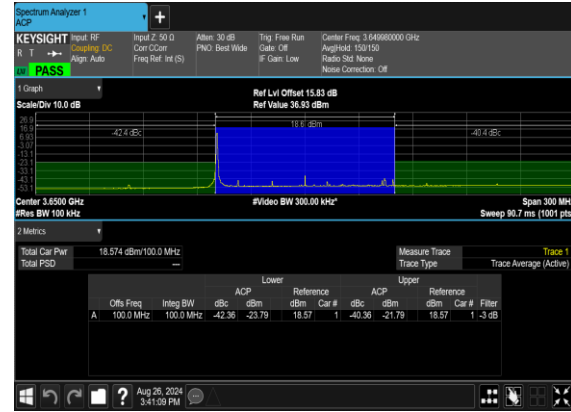 Spectrum Analyzer 1
ACP
KEYSIGHT Input: RF Input Z: 50 Ω Atten: 30 dB Trig: Free Run Center Freq: 3.649980000 GHz
R T Coupling: DC Corr CCorr PNO: Best Wide Gate: Off Avg|Hold: 150/150
Align: Auto Freq Ref: Int (S) IF Gain: Low Radio Std: None
LV PASS Noise Correction: Off
1 Graph Ref Lvl Offset 15.83 dB
Scale/Div 10.0 dB Ref Value 36.93 dBm
26.9
16.9
6.93
-3.07
-13.1
-23.1
-33.1
-43.1
-53.1
-42.4 dBc 18.6 dBm -40.4 dBc
Center 3.6500 GHz #Video BW 300.00 kHz* Span 300 MH
#Res BW 100 kHz Sweep 90.7 ms (1001 pts
2 Metrics
Total Car Pwr 18.574 dBm/100.0 MHz Measure Trace Trace 1
Total PSD --- Trace Type Trace Average (Active)
Lower Upper
ACP Reference ACP Reference
Offs Freq Integ BW dBc dBm dBm Car # dBc dBm dBm Car # Filter
A 100.0 MHz 100.0 MHz -42.36 -23.79 18.57 1 -40.36 -21.79 18.57 1 -3 dB
? Aug 26, 2024
3:41:09 PM